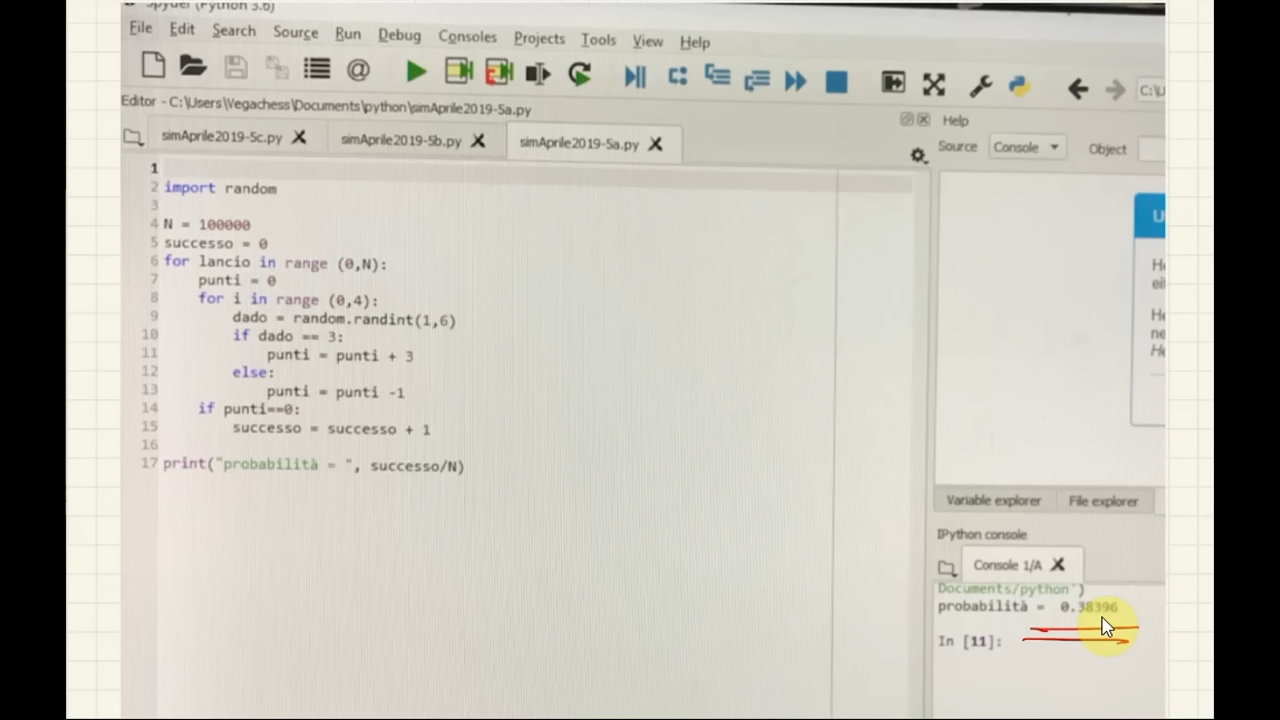 Spyder (Python 3.6)
File Edit Search Source Run Debug Consoles Projects Tools View Help
C:\U
Editor - C:\Users\Vegachess\Documents\python\simAprile2019-5a.py
simAprile2019-5c.py simAprile2019-5b.py simAprile2019-5a.py
1
2 import random
3
4 N = 100000
5 successo = 0
6 for lancio in range (0,N):
7 punti = 0
8 for i in range (0,4):
9 dado = random.randint(1,6)
10 if dado == 3:
11 punti = punti + 3
12 else:
13 punti = punti -1
14 if punti==0:
15 successo = successo + 1
16
17 print("probabilità = ", successo/N)
Help
Source Console Object
U
He
ei
He
ne
He
Variable explorer File explorer
IPython console
Console 1/A
Documents/python')
probabilità = 0.38396
In [11]: